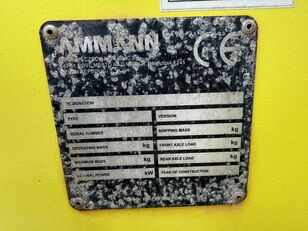 AMMANN
CE
DESIGNATION
TYPE VERSION
SERIAL NUMBER SHIPPING MASS kg
OPERATING MASS kg FRONT AXLE LOAD kg
MAXIMUM MASS kg REAR AXLE LOAD kg
NOMINAL POWER kW YEAR OF CONSTRUCTION